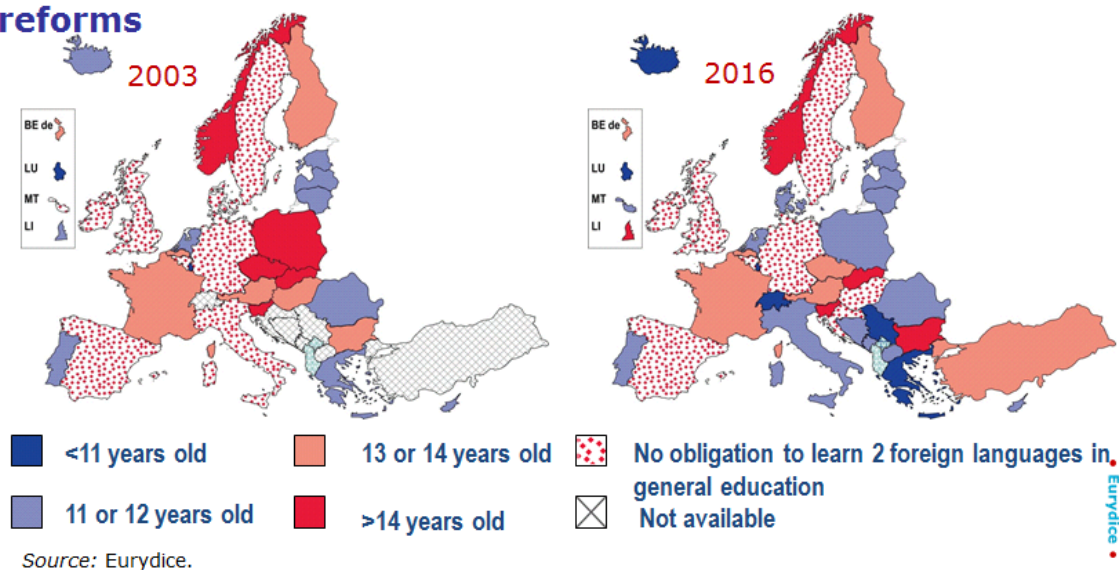 reforms
2003
2016
BE de
LU
MT
LI
BE de
LU
MT
LI
<11 years old
13 or 14 years old
No obligation to learn 2 foreign languages in
general education
11 or 12 years old
>14 years old
Not available
Source: Eurydice.
Eurydice